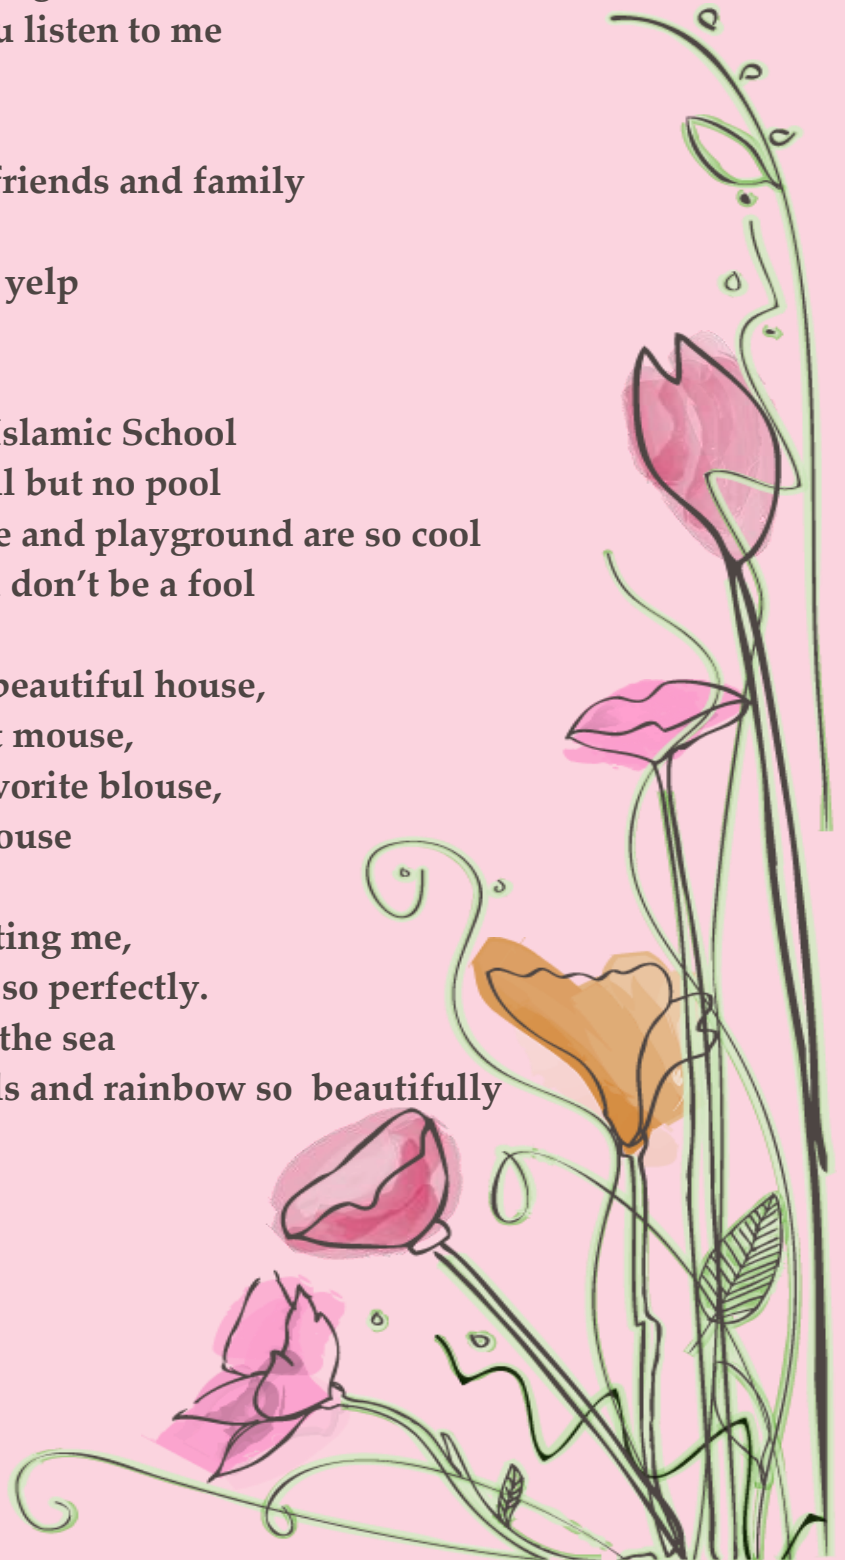 u listen to me
friends and family
yelp
Islamic School
ll but no pool
e and playground are so cool
don't be a fool
beautiful house,
t mouse,
vorite blouse,
ouse
ting me,
so perfectly.
the sea
ls and rainbow so beautifully